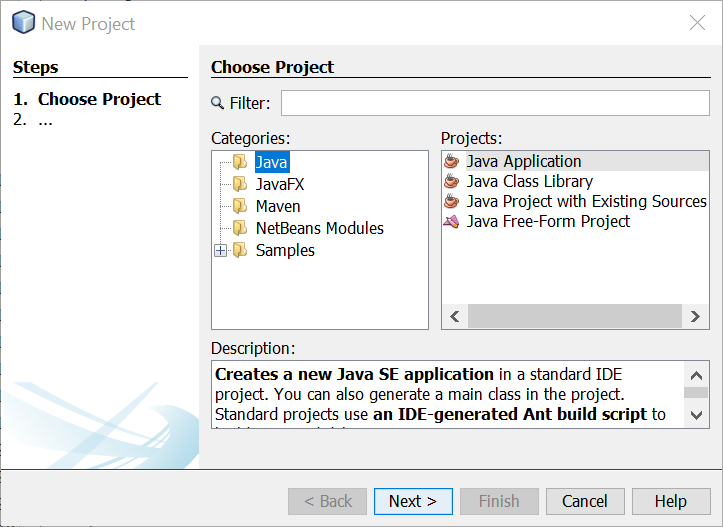 New Project
Steps
1. Choose Project
2. ...
Choose Project
Filter:
Categories:
Java
JavaFX
Maven
NetBeans Modules
Samples
Projects:
Java Application
Java Class Library
Java Project with Existing Sources
Java Free-Form Project
Description:
Creates a new Java SE application in a standard IDE
project. You can also generate a main class in the project.
Standard projects use an IDE-generated Ant build script to
< Back
Next >
Finish
Cancel
Help